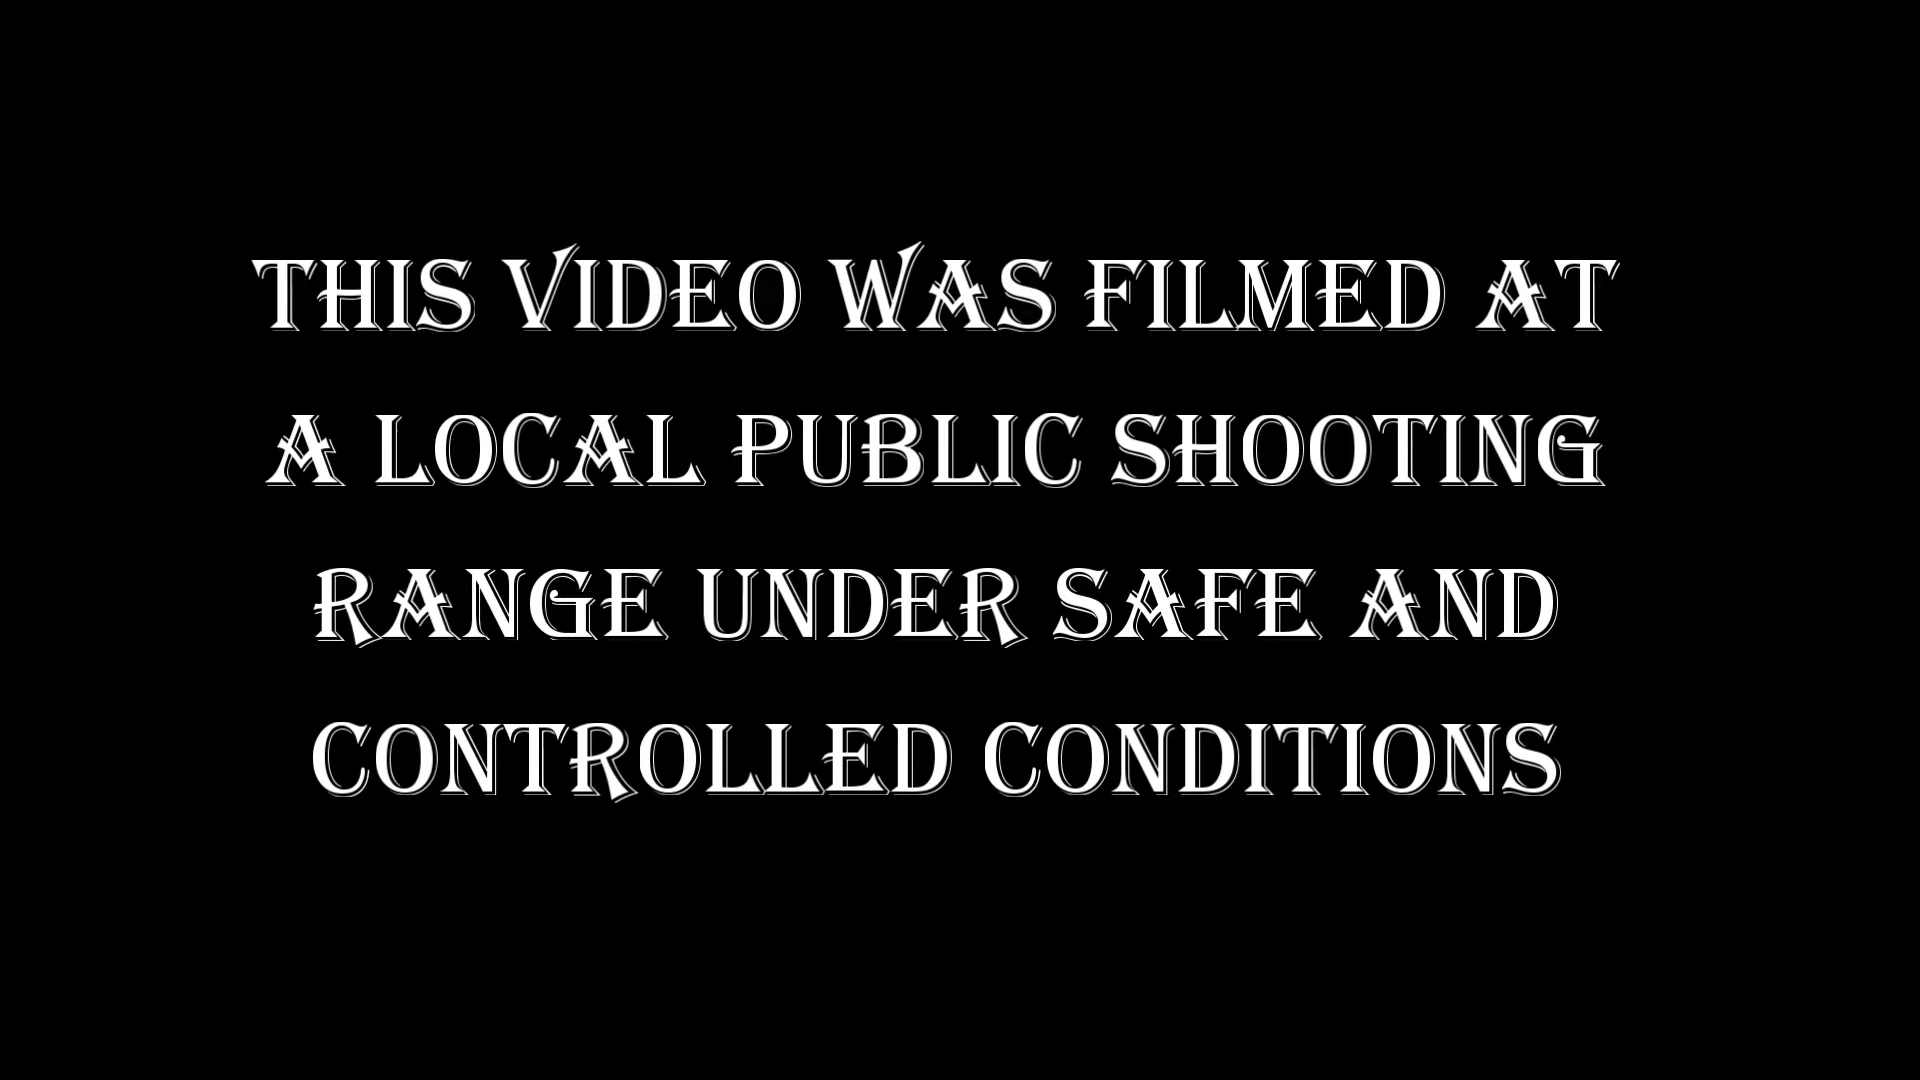 THIS VIDEO WAS FILMED AT
A LOCAL PUBLIC SHOOTING
RANGE UNDER SAFE AND
CONTROLLED CONDITIONS